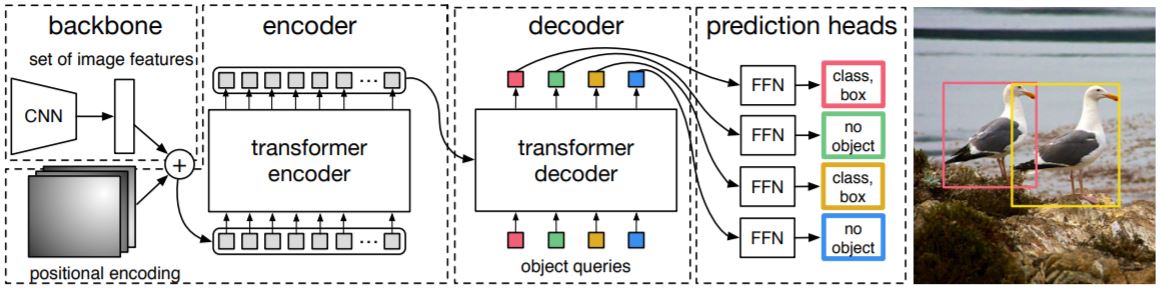 backbone
set of image features
CNN
+
positional encoding
encoder
...
transformer
encoder
decoder
transformer
decoder
object queries
prediction heads
FFN
class,
box
FFN
no
object
FFN
class,
box
FFN
no
object